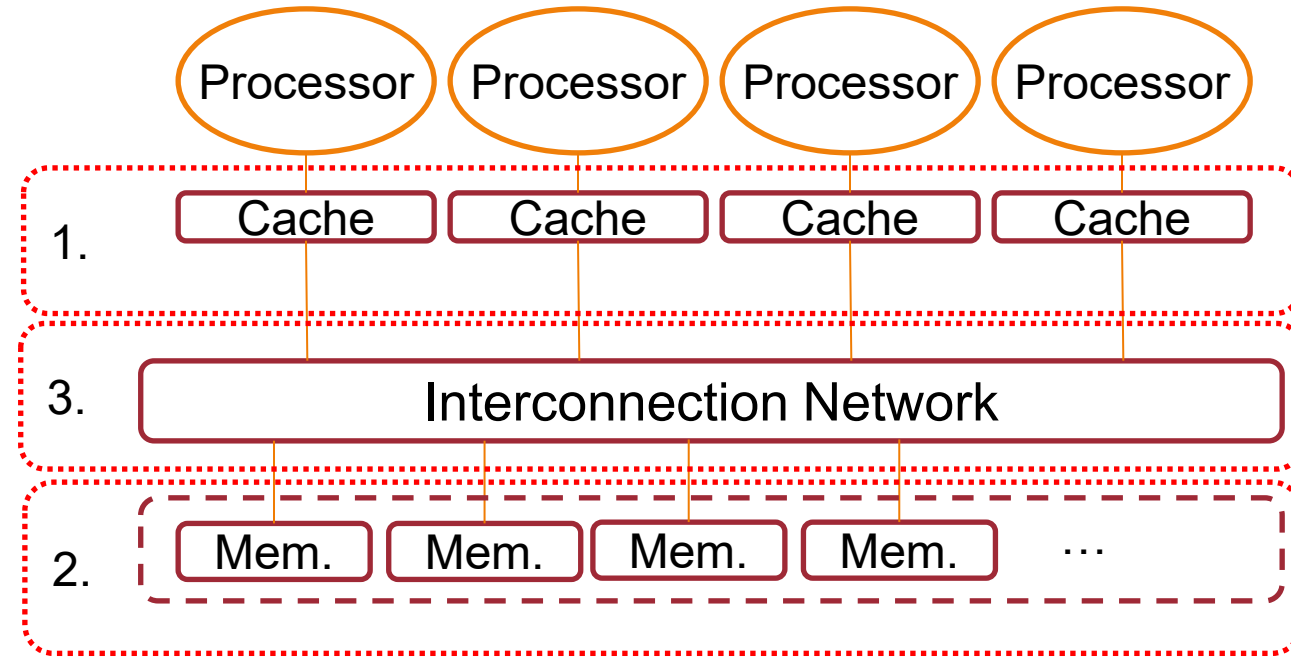 Processor Processor Processor Processor
1. Cache Cache Cache Cache
3. Interconnection Network
2. Mem. Mem. Mem. Mem. ...